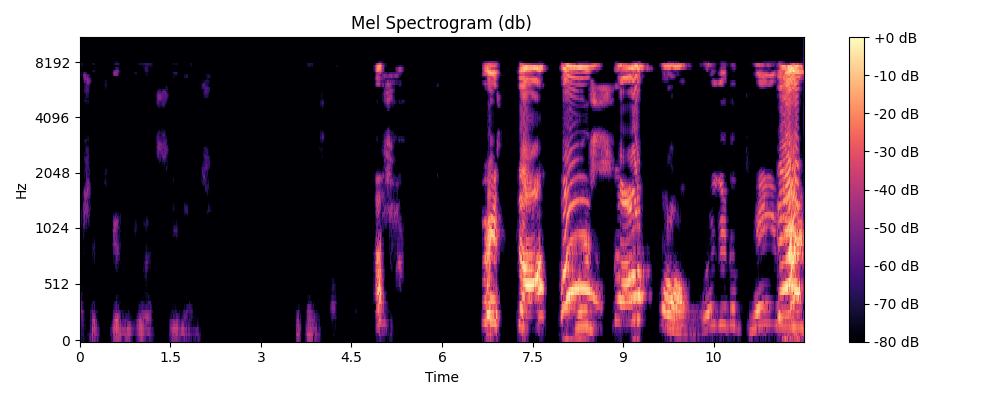 Mel Spectrogram (db)
8192
4096
2048
1024
512
0
Hz
0 1.5 3 4.5 6 7.5 9 10
Time
+0 dB
-10 dB
-20 dB
-30 dB
-40 dB
-50 dB
-60 dB
-70 dB
-80 dB